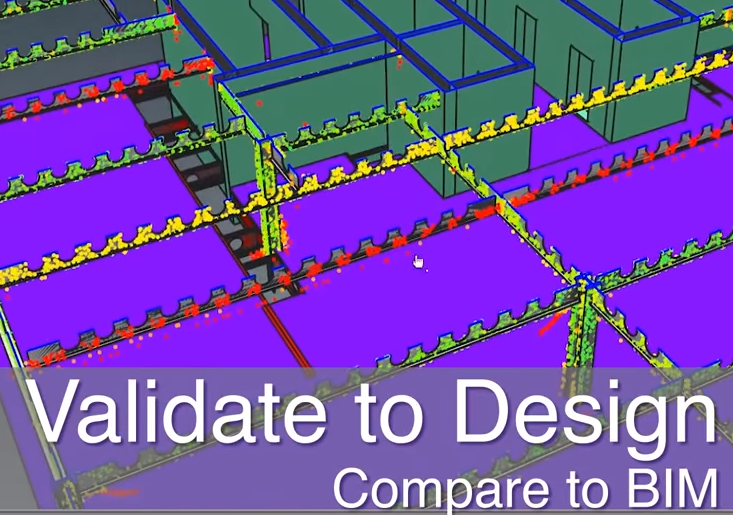 Validate to Design
Compare to BIM